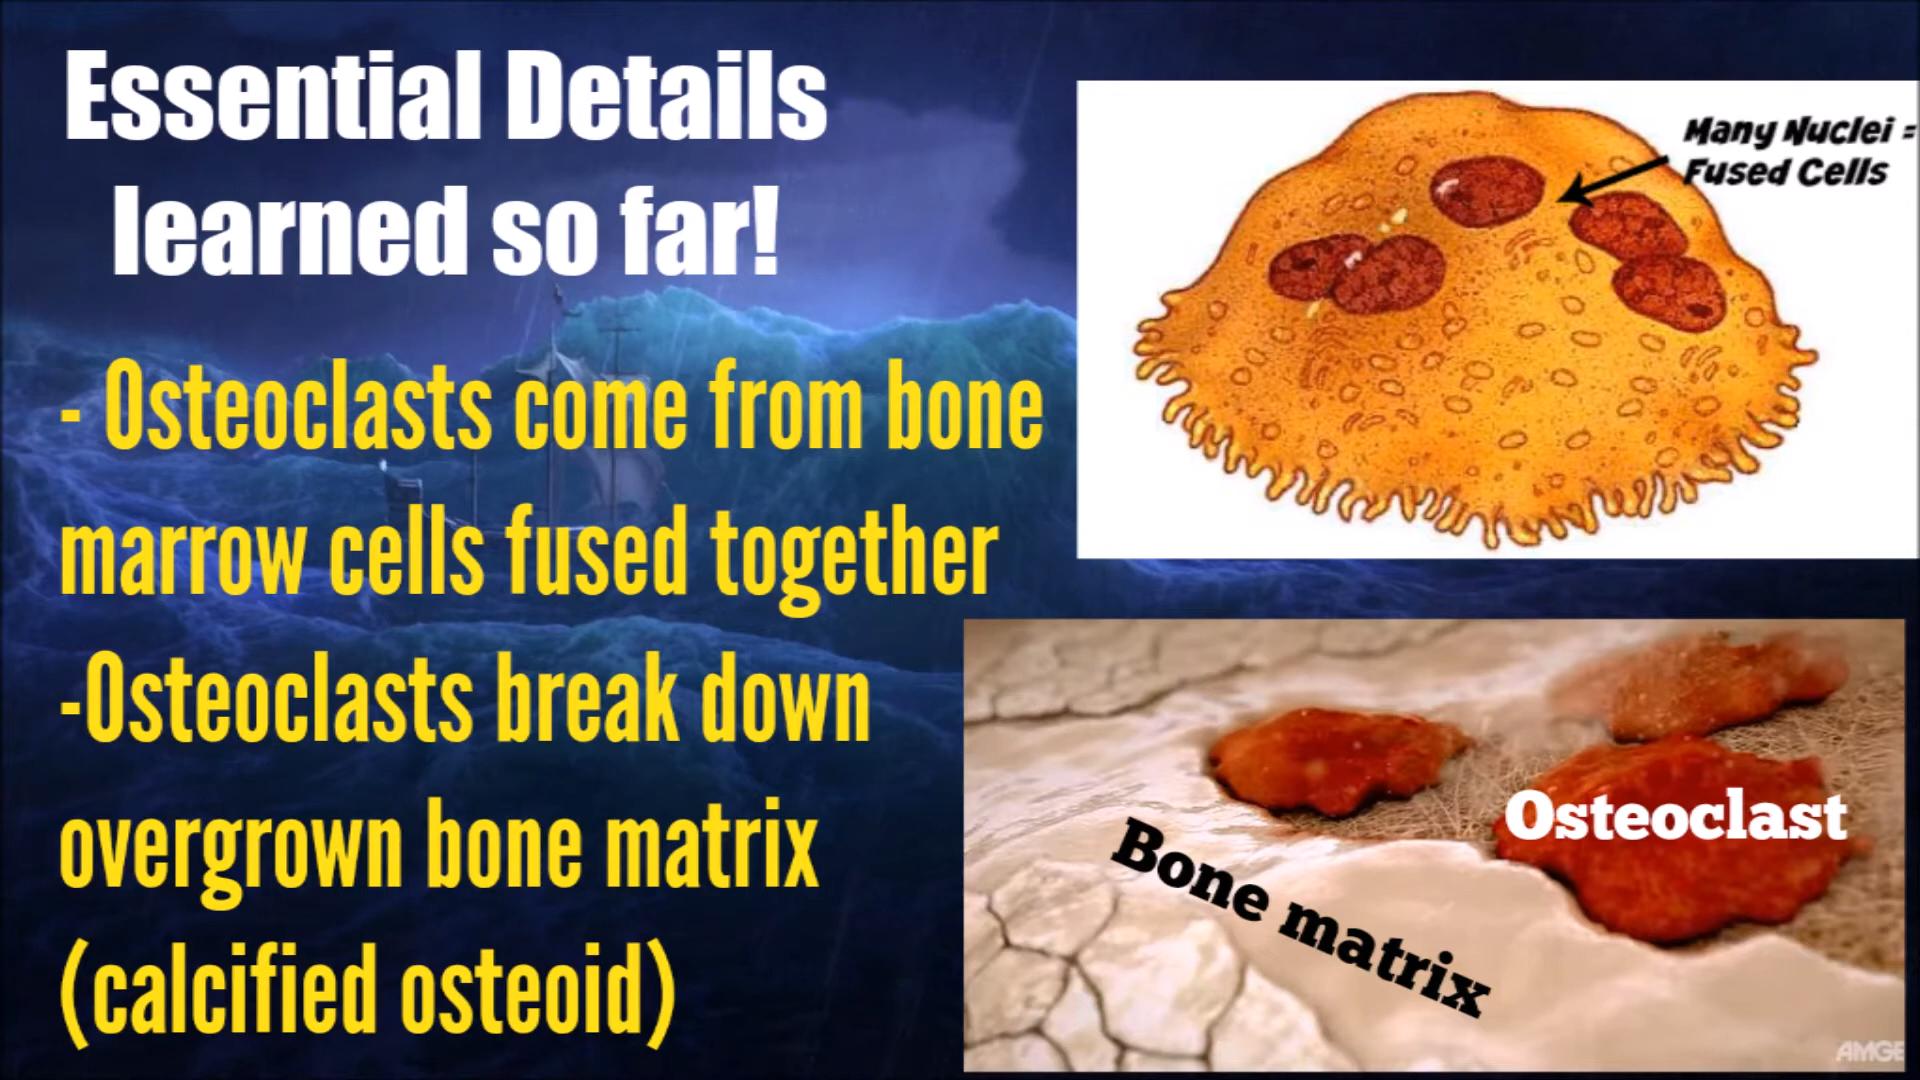 Essential Details
learned so far!
- Osteoclasts come from bone
marrow cells fused together
-Osteoclasts break down
overgrown bone matrix
(calcified osteoid)
Many Nuclei =
Fused Cells
Osteoclast
Bone matrix
AMGE